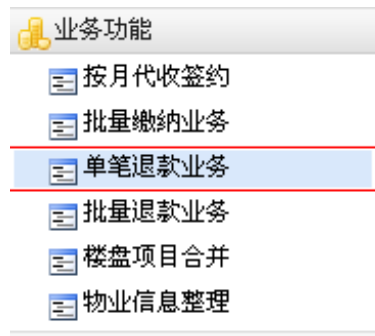 业务功能
按月代收签约
批量缴纳业务
单笔退款业务
批量退款业务
楼盘项目合并
物业信息整理